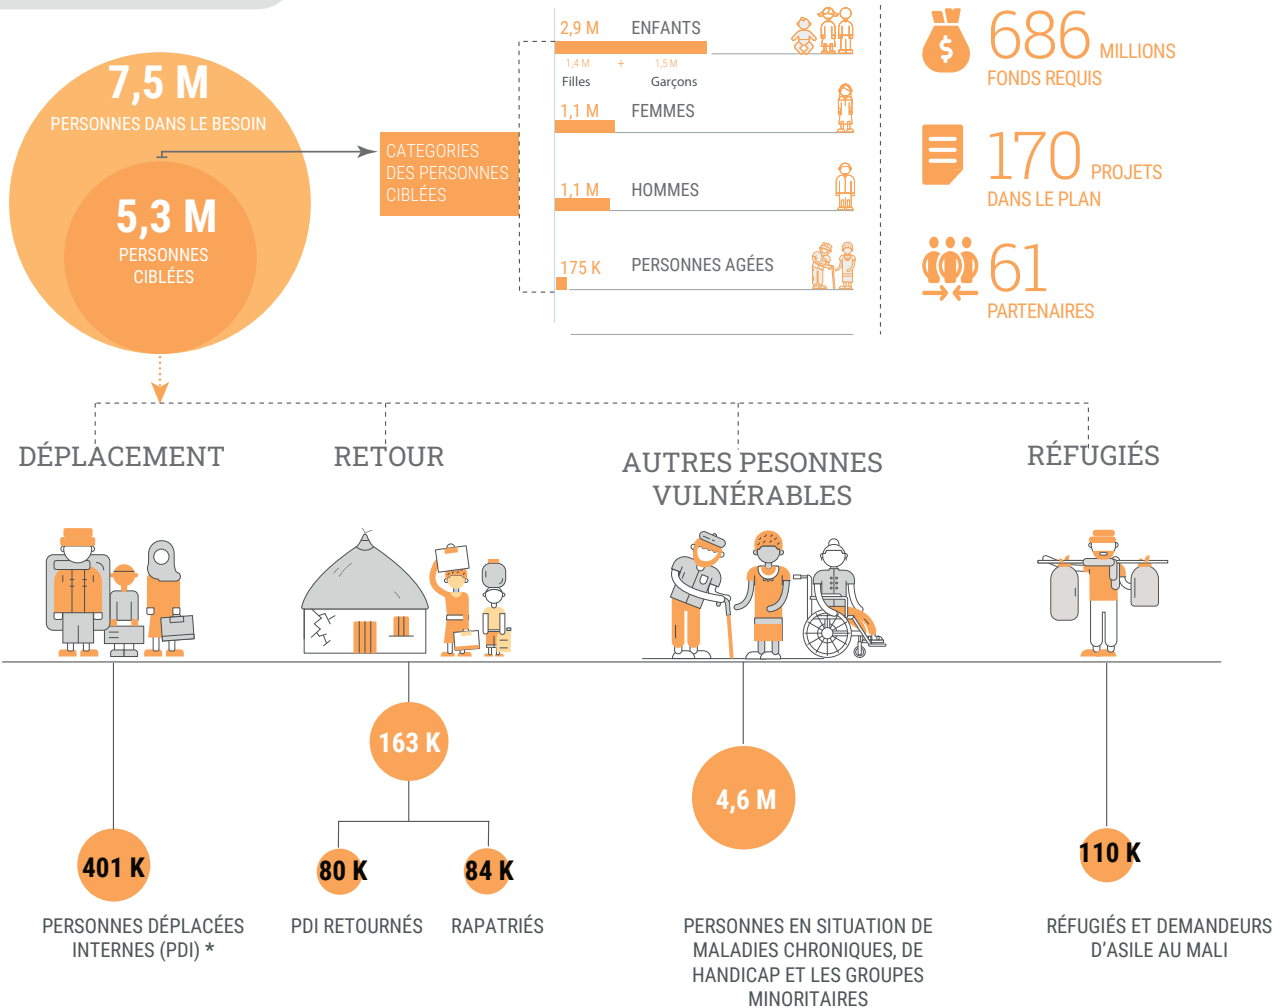 7,5 M
PERSONNES DANS LE BESOIN
5,3 M
PERSONNES
CIBLÉES
CATEGORIES
DES PERSONNES
CIBLÉES
2,9 M ENFANTS
1,4 M + 1,5 M
Filles Garçons
1,1 M FEMMES
1,1 M HOMMES
175 K PERSONNES AGÉES
$
686 MILLIONS
FONDS REQUIS
170 PROJETS
DANS LE PLAN
61
PARTENAIRES
DÉPLACEMENT
RETOUR
AUTRES PESONNES
VULNÉRABLES
RÉFUGIÉS
401 K
PERSONNES DÉPLACÉES
INTERNES (PDI) *
163 K
80 K
PDI RETOURNÉS
84 K
RAPATRIÉS
4,6 M
PERSONNES EN SITUATION DE
MALADIES CHRONIQUES, DE
HANDICAP ET LES GROUPES
MINORITAIRES
110 K
RÉFUGIÉS ET DEMANDEURS
D'ASILE AU MALI